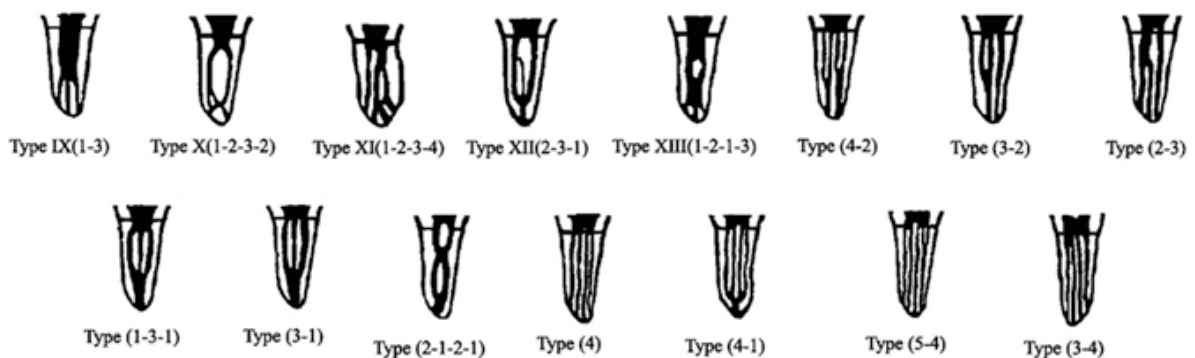 Type IX(1-3) Type X(1-2-3-2) Type XI(1-2-3-4) Type XII(2-3-1) Type XIII(1-2-1-3) Type (4-2) Type (3-2) Type (2-3)
Type (1-3-1) Type (3-1) Type (2-1-2-1) Type (4) Type (4-1) Type (5-4) Type (3-4)